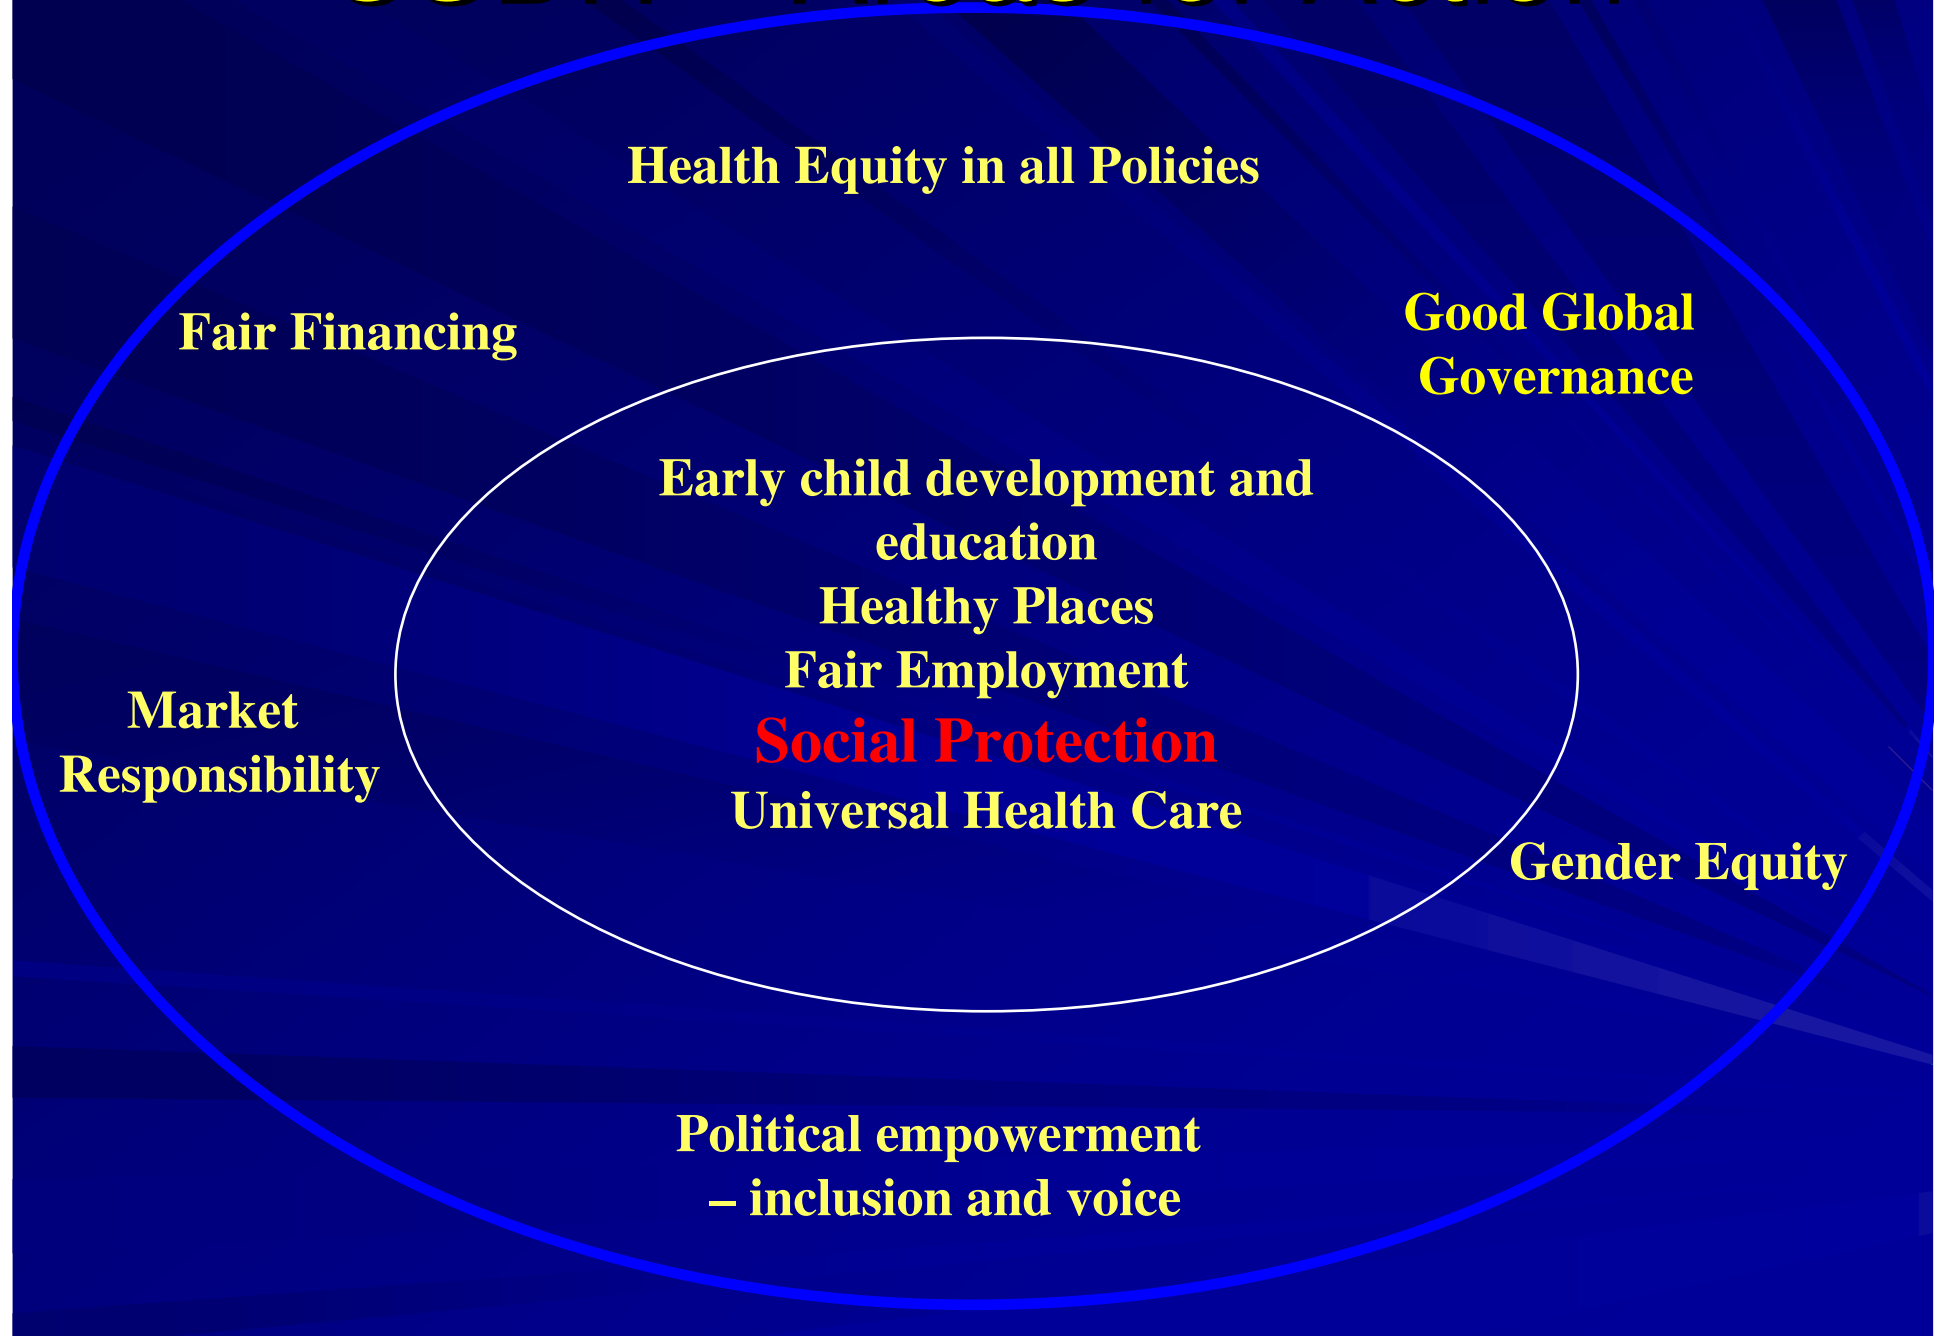 Health Equity in all Policies
Fair Financing
Good Global
Governance
Early child development and
education
Healthy Places
Fair Employment
Social Protection
Universal Health Care
Market
Responsibility
Gender Equity
Political empowerment
– inclusion and voice